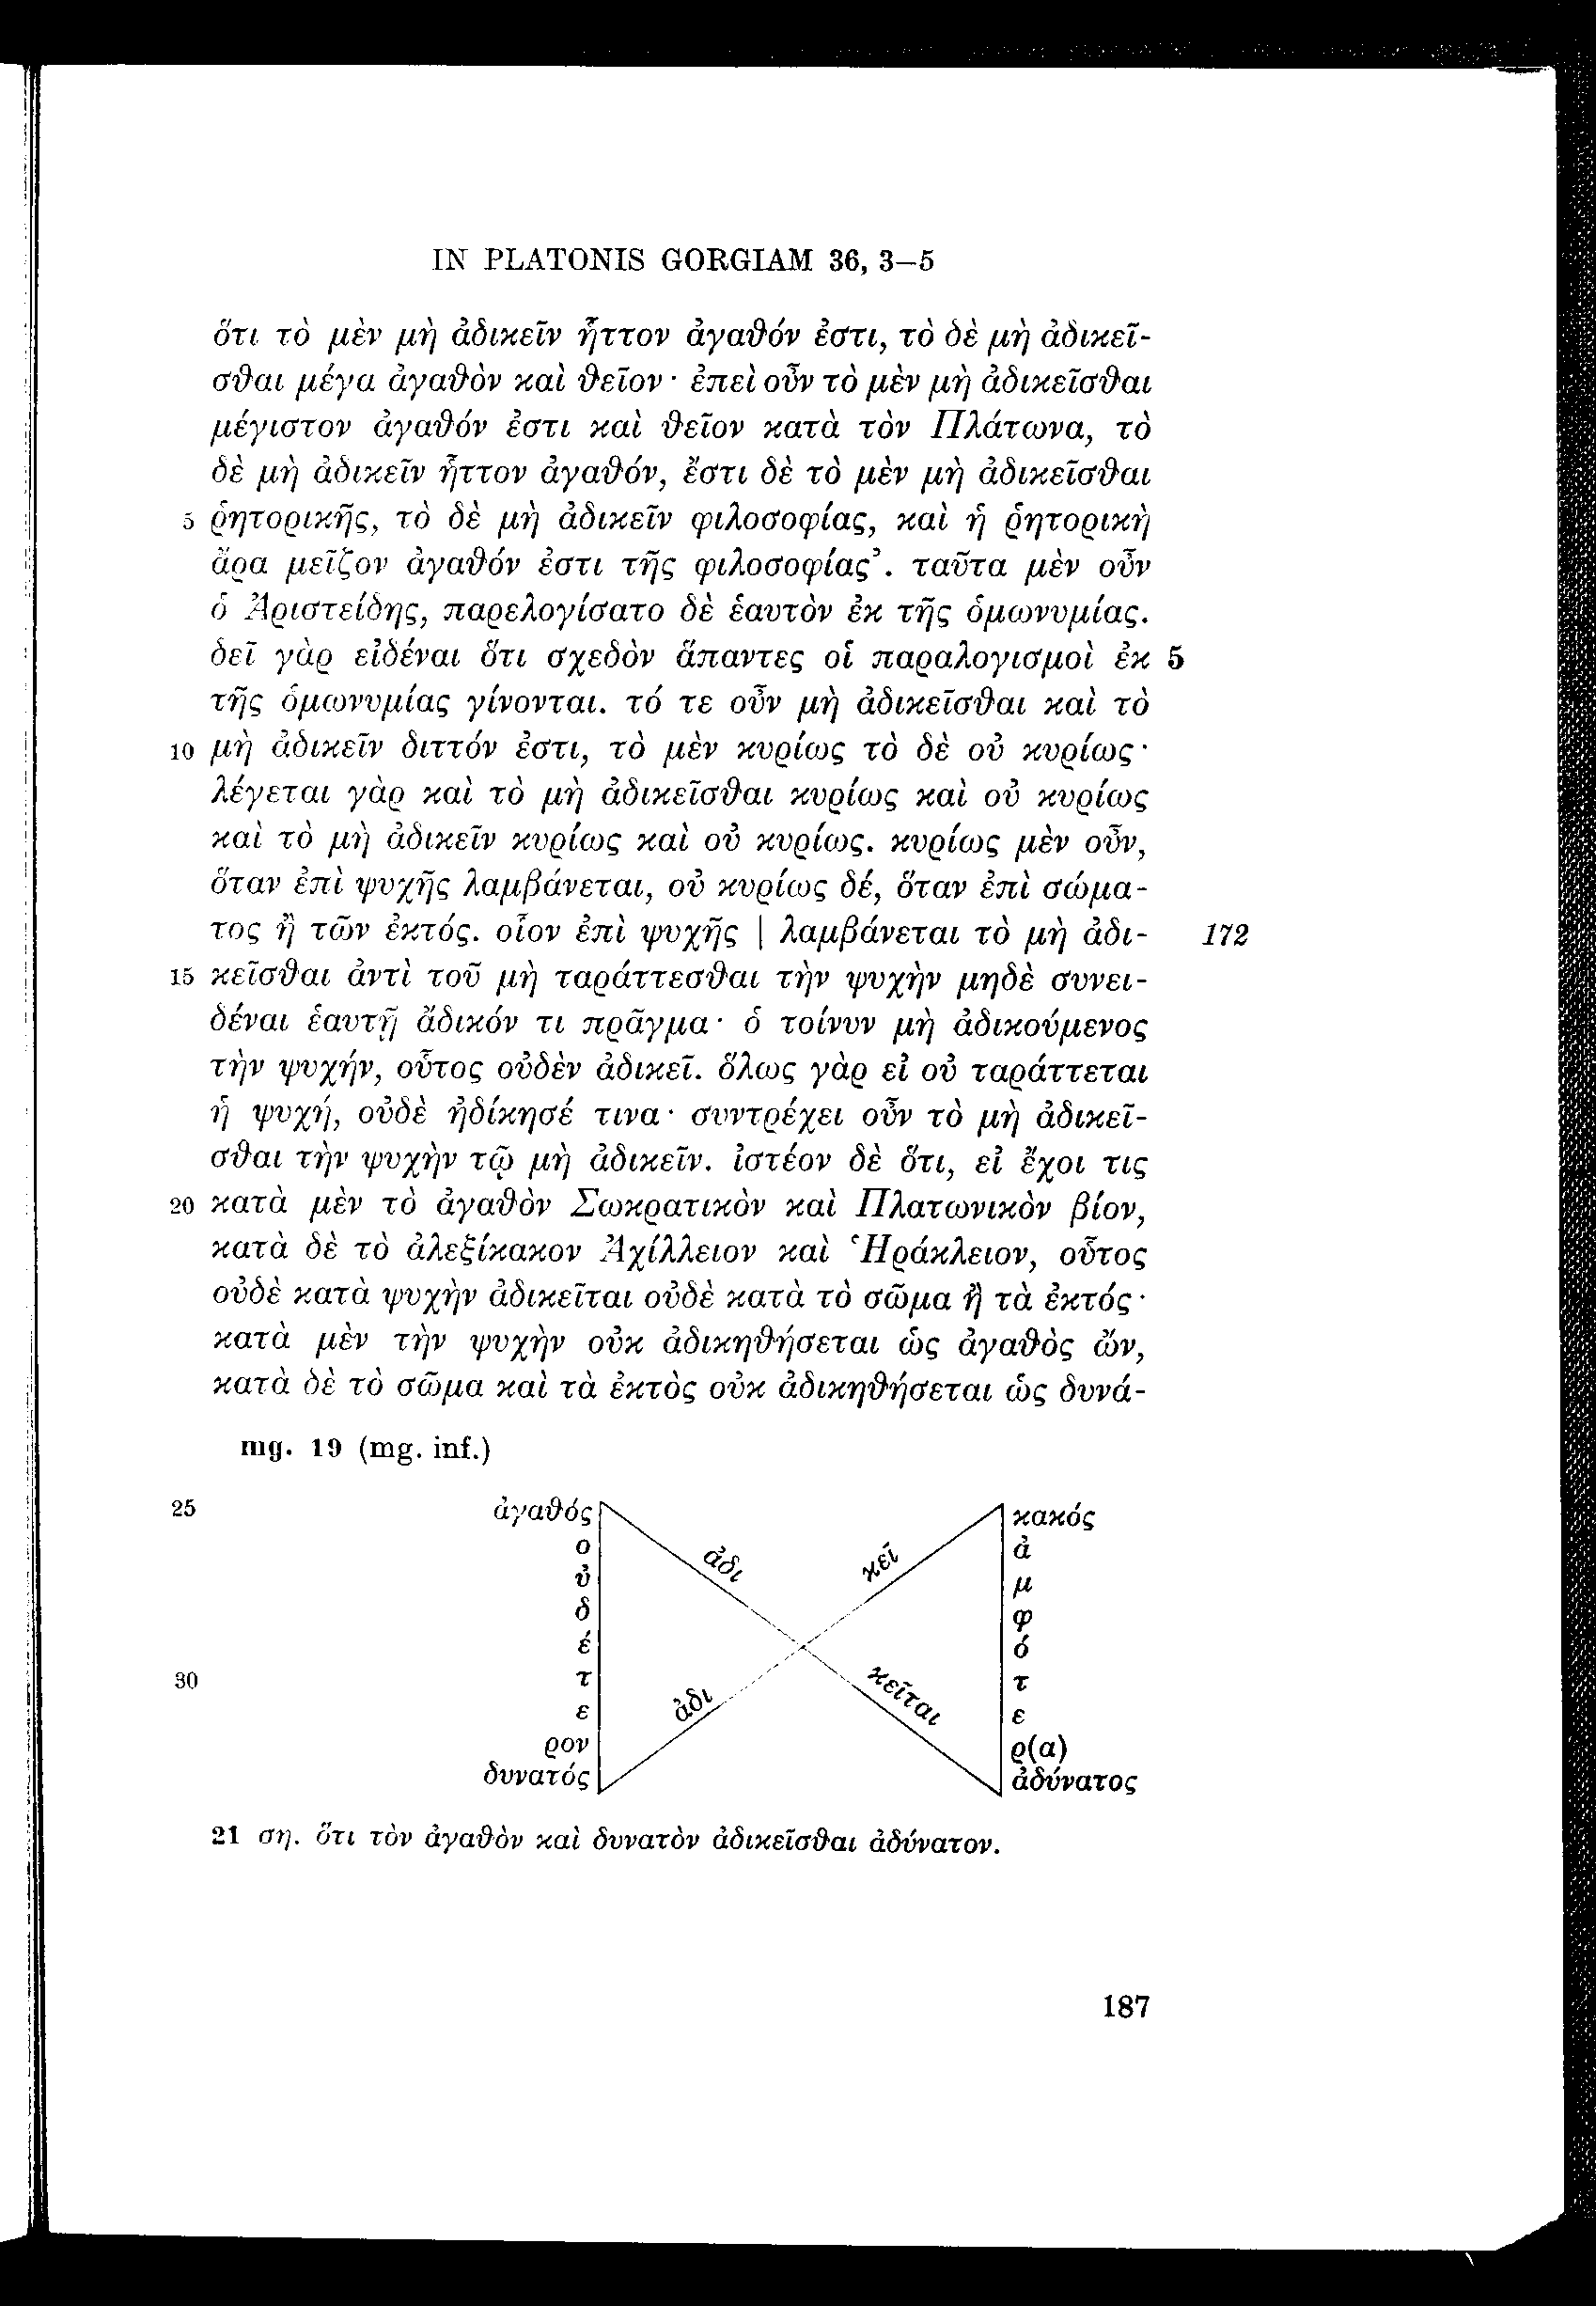 IN PLATONIS GORGIAM 36, 3–5
ὅτι τὸ μὲν μὴ ἀδικεῖν ἧττον ἀγαθόν ἐστι, τὸ δὲ μὴ ἀδικεῖ-
σθαι μέγα ἀγαθὸν καὶ θεῖον· ἐπεὶ οὖν τὸ μὲν μὴ ἀδικεῖσθαι
μέγιστον ἀγαθόν ἐστι καὶ θεῖον κατὰ τὸν Πλάτωνα, τὸ
δὲ μὴ ἀδικεῖν ἧττον ἀγαθόν, ἔστι δὲ τὸ μὲν μὴ ἀδικεῖσθαι
5 ῥητορικῆς, τὸ δὲ μὴ ἀδικεῖν φιλοσοφίας, καὶ ἡ ῥητορικὴ
ἄρα μεῖζον ἀγαθόν ἐστι τῆς φιλοσοφίας’. ταῦτα μὲν οὖν
ὁ Ἀριστείδης, παρελογίσατο δὲ ἑαυτὸν ἐκ τῆς ὁμωνυμίας.
δεῖ γὰρ εἰδέναι ὅτι σχεδὸν ἅπαντες οἱ παραλογισμοὶ ἐκ 5
τῆς ὁμωνυμίας γίνονται. τό τε οὖν μὴ ἀδικεῖσθαι καὶ τὸ
10 μὴ ἀδικεῖν διττόν ἐστι, τὸ μὲν κυρίως τὸ δὲ οὐ κυρίως·
λέγεται γὰρ καὶ τὸ μὴ ἀδικεῖσθαι κυρίως καὶ οὐ κυρίως
καὶ τὸ μὴ ἀδικεῖν κυρίως καὶ οὐ κυρίως. κυρίως μὲν οὖν,
ὅταν ἐπὶ ψυχῆς λαμβάνεται, οὐ κυρίως δέ, ὅταν ἐπὶ σώμα-
τος ἢ τῶν ἐκτός. οἷον ἐπὶ ψυχῆς | λαμβάνεται τὸ μὴ ἀδι- 172
15 κεῖσθαι ἀντὶ τοῦ μὴ ταράττεσθαι τὴν ψυχὴν μηδὲ συνει-
δέναι ἑαυτῇ ἄδικόν τι πρᾶγμα· ὁ τοίνυν μὴ ἀδικούμενος
τὴν ψυχήν, οὗτος οὐδὲν ἀδικεῖ. ὅλως γὰρ εἰ οὐ ταράττεται
ἡ ψυχή, οὐδὲ ἠδίκησέ τινα· συντρέχει οὖν τὸ μὴ ἀδικεῖ-
σθαι τὴν ψυχὴν τῷ μὴ ἀδικεῖν. ἰστέον δὲ ὅτι, εἰ ἔχοι τις
20 κατὰ μὲν τὸ ἀγαθὸν Σωκρατικὸν καὶ Πλατωνικὸν βίον,
κατὰ δὲ τὸ ἀλεξίκακον Ἀχίλλειον καὶ Ἡράκλειον, οὗτος
οὐδὲ κατὰ ψυχὴν ἀδικεῖται οὐδὲ κατὰ τὸ σῶμα ἢ τὰ ἐκτός·
κατὰ μὲν τὴν ψυχὴν οὐκ ἀδικηθήσεται ὡς ἀγαθὸς ὤν,
κατὰ δὲ τὸ σῶμα καὶ τὰ ἐκτὸς οὐκ ἀδικηθήσεται ὡς δυνά-
mg. 19 (mg. inf.)
25 ἀγαθός κακός
ο ἀδι κεῖ ἀ
ὐ μ
δ φ
έ ό
30 τ κεῖται τ
ε ἀδι ε
ρον ρ(α)
δυνατός ἀδύνατος
21 ση. ὅτι τὸν ἀγαθὸν καὶ δυνατὸν ἀδικεῖσθαι ἀδύνατον.
187